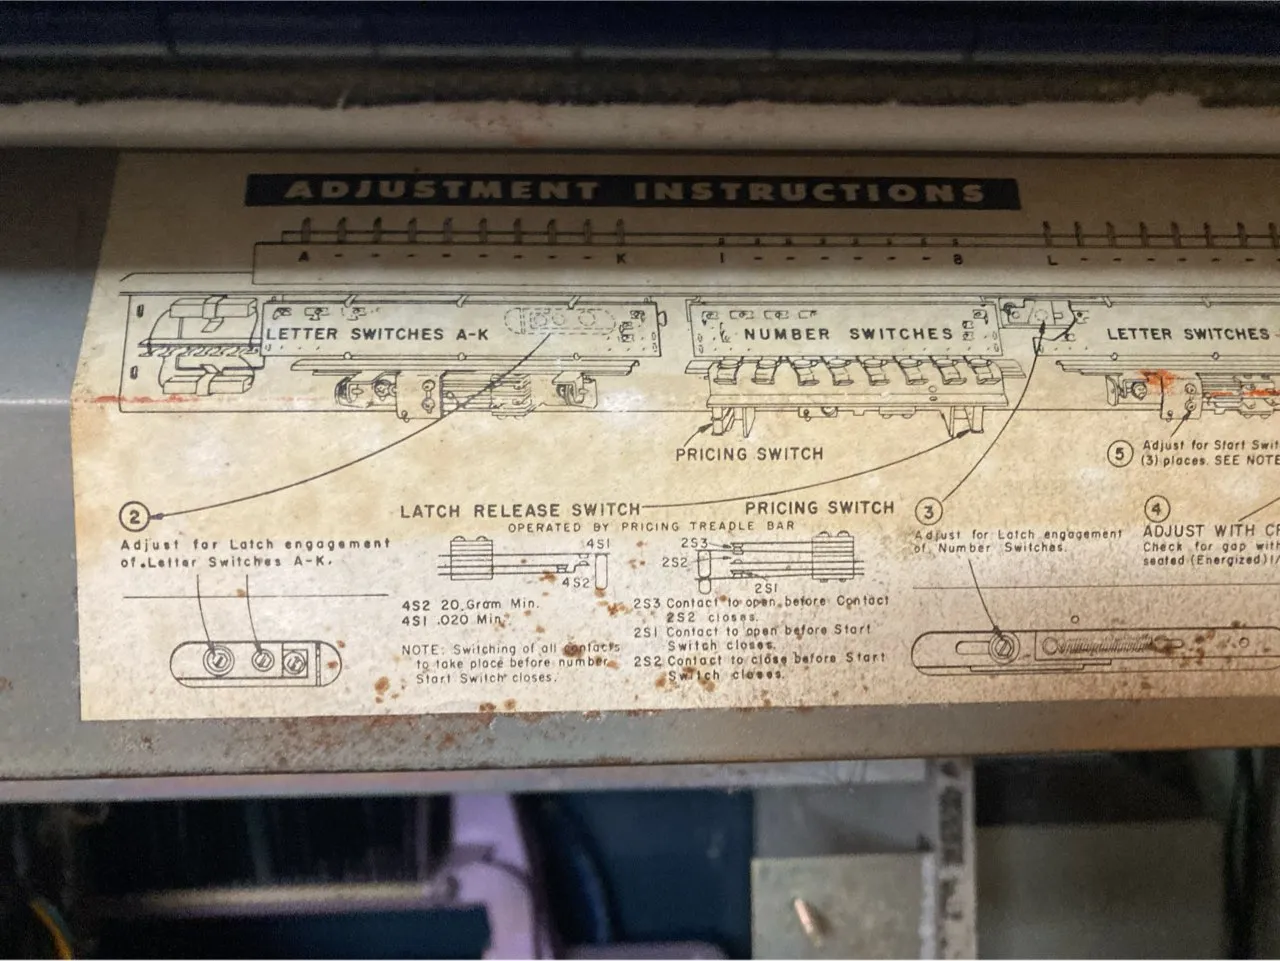 ADJUSTMENT INSTRUCTIONS
A - - - - - - - - K
I - - - - - - 8
L - - - - - -
LETTER SWITCHES A-K
NUMBER SWITCHES
LETTER SWITCHES
PRICING SWITCH
5
Adjust for Start Swit
(3) places. SEE NOTE
2
Adjust for Latch engagement
of Letter Switches A-K.
LATCH RELEASE SWITCH
PRICING SWITCH
OPERATED BY PRICING TREADLE BAR
4S1
4S2
2S3
2S2
2S1
4S2 20 Gram Min.
4S1 .020 Min.
NOTE: Switching of all contacts
to take place before number
Start Switch closes.
2S3 Contact to open before Contact
2S2 closes.
2S1 Contact to open before Start
Switch closes.
2S2 Contact to close before Start
Switch closes.
3
Adjust for Latch engagement
of Number Switches.
4
ADJUST WITH
Check for gap with
seated (Energized)